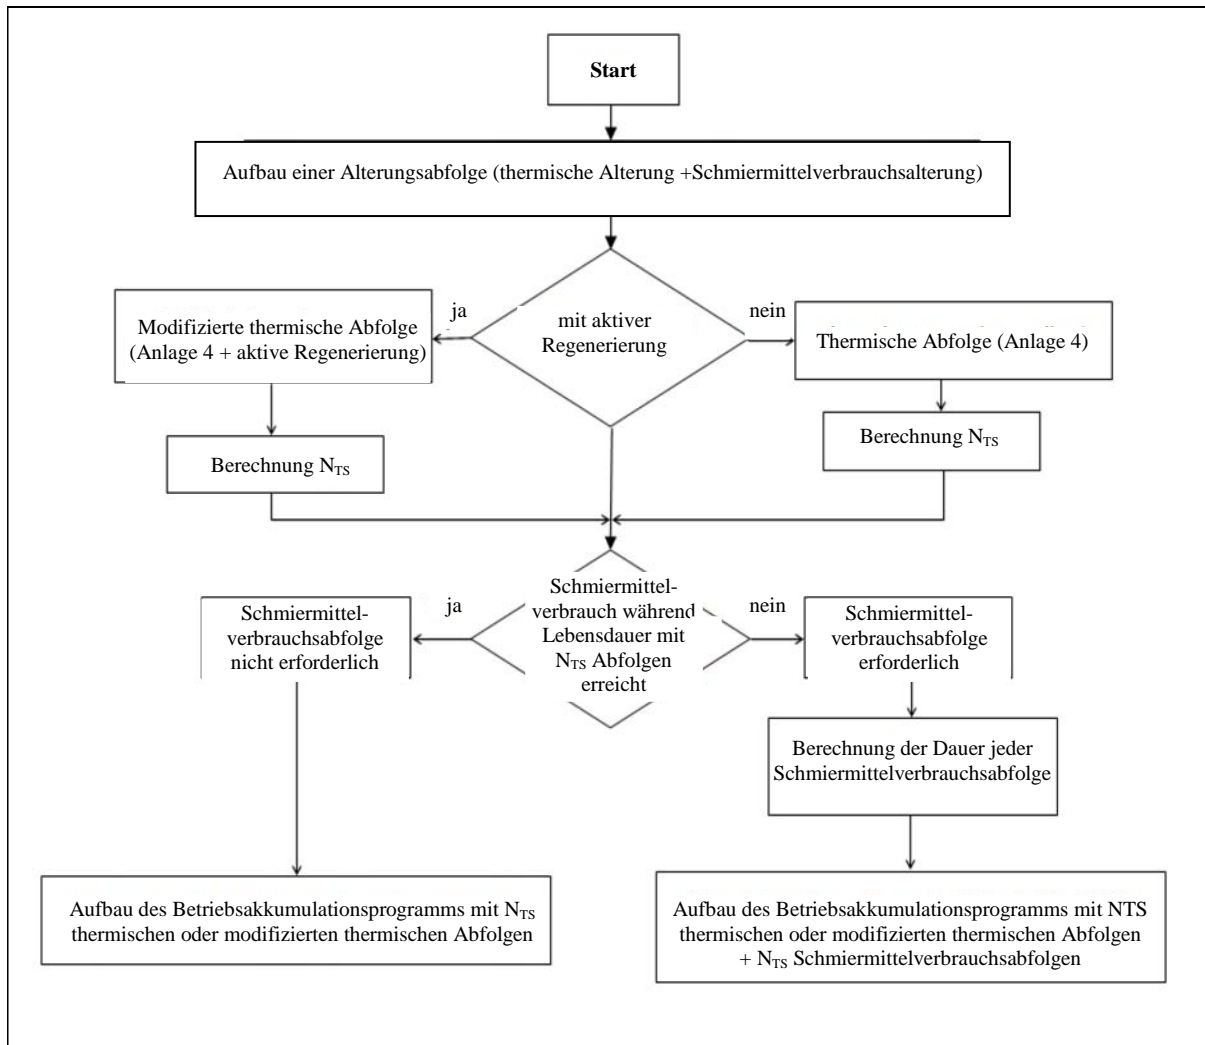 Start
Aufbau einer Alterungsabfolge (thermische Alterung +Schmiermittelverbrauchsalterung)
ja
mit aktiver
Regenerierung
nein
Modifizierte thermische Abfolge
(Anlage 4 + aktive Regenerierung)
Thermische Abfolge (Anlage 4)
Berechnung NTS
Berechnung NTS
Schmiermittel-
verbrauchsabfolge
nicht erforderlich
ja
Schmiermittel-
verbrauch während
Lebensdauer mit
NTS Abfolgen
erreicht
nein
Schmiermittel-
verbrauchsabfolge
erforderlich
Berechnung der Dauer jeder
Schmiermittelverbrauchsabfolge
Aufbau des Betriebsakkumulationsprogramms mit NTS
thermischen oder modifizierten thermischen Abfolgen
Aufbau des Betriebsakkumulationsprogramms mit NTS
thermischen oder modifizierten thermischen Abfolgen
+ NTS Schmiermittelverbrauchsabfolgen